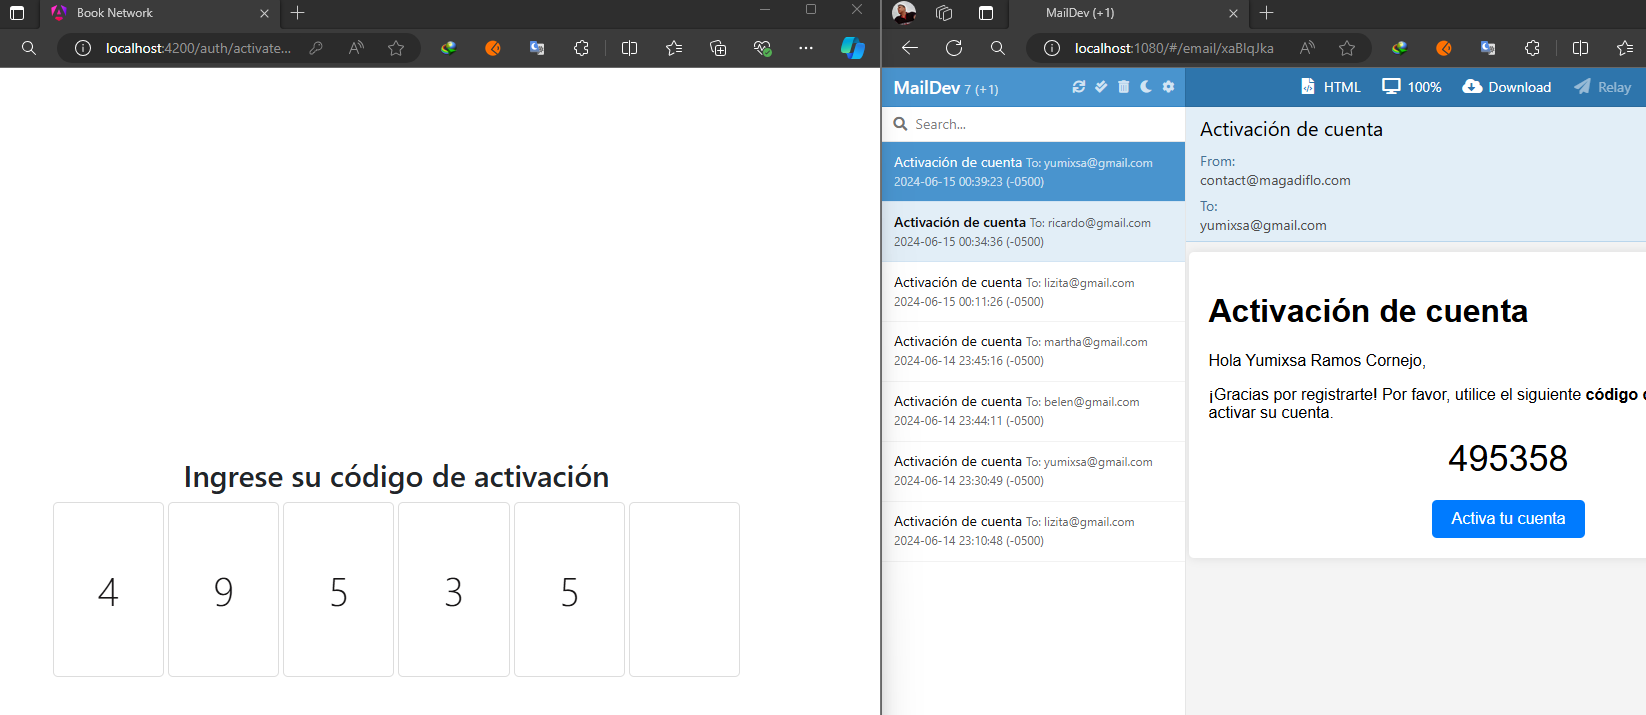 Book Network
localhost:4200/auth/activate...
Ingrese su código de activación
4 9 5 3 5
MailDev (+1)
localhost:1080/#/email/xaBlqJka
MailDev 7 (+1)
HTML
100%
Download
Relay
Search...
Activación de cuenta To: yumixsa@gmail.com
2024-06-15 00:39:23 (-0500)
Activación de cuenta To: ricardo@gmail.com
2024-06-15 00:34:36 (-0500)
Activación de cuenta To: lizita@gmail.com
2024-06-15 00:11:26 (-0500)
Activación de cuenta To: martha@gmail.com
2024-06-14 23:45:16 (-0500)
Activación de cuenta To: belen@gmail.com
2024-06-14 23:44:11 (-0500)
Activación de cuenta To: yumixsa@gmail.com
2024-06-14 23:30:49 (-0500)
Activación de cuenta To: lizita@gmail.com
2024-06-14 23:10:48 (-0500)
Activación de cuenta
From:
contact@magadiflo.com
To:
yumixsa@gmail.com
Activación de cuenta
Hola Yumixsa Ramos Cornejo,
¡Gracias por registrarte! Por favor, utilice el siguiente código
activar su cuenta.
495358
Activa tu cuenta